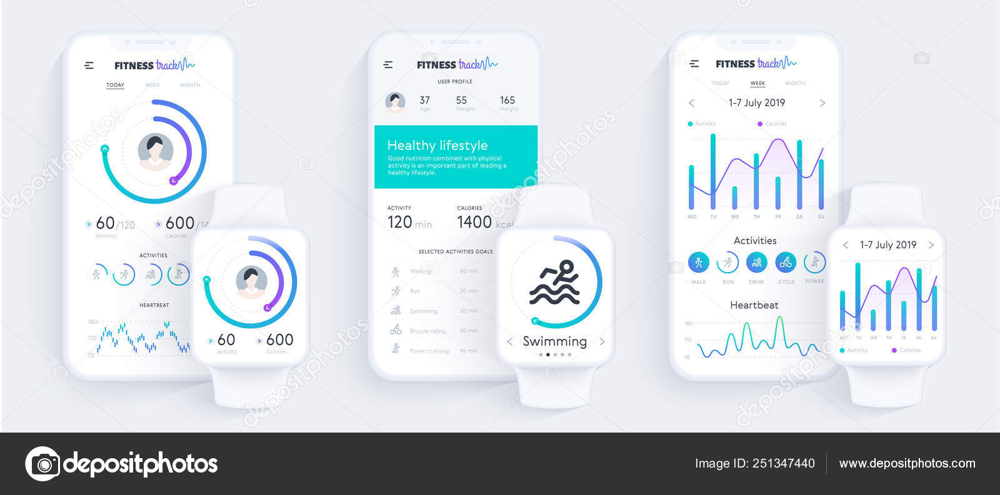 FITNESS track
TODAY WEEK MONTH
60/120
Activity
600/14
Calories
ACTIVITIES
HEARTBEAT
180
110
70
60
Activity
600
Calories
FITNESS track
USER PROFILE
37 55 165
Age Weight Height
Healthy lifestyle
Good nutrition combined with physical
activity is an important part of leading a
healthy lifestyle.
ACTIVITY CALORIES
120 min 1400 kcal
SELECTED ACTIVITIES GOALS
Walking 80 min
Run 20 min
Swimming 20 min
Bicycle riding 20 min
Power training 45 min
Swimming
FITNESS track
TODAY WEEK MONTH
1-7 July 2019
Activity Calories
MO TU WE TH FR SA SU
Activities
WALK RUN SWIM CYCLE POWER
Heartbeat
180
110
70
1-7 July 2019
MO TU WE TH FR SA SU
Activity Calories
depositphotos
depositphotos
depositphotos
depositphotos
depositphotos
depositphotos
Image ID: 251347440
www.depositphotos.com